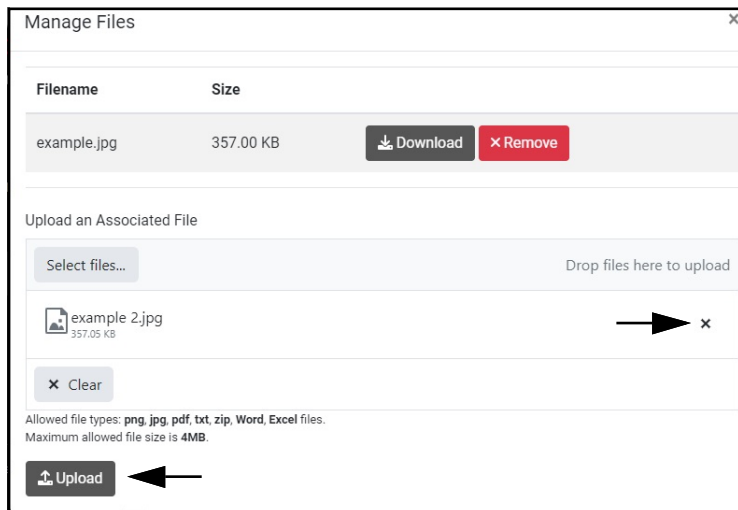 Manage Files
Filename Size
example.jpg 357.00 KB Download Remove
Upload an Associated File
Select files... Drop files here to upload
example 2.jpg
357.05 KB
Clear
Allowed file types: png, jpg, pdf, txt, zip, Word, Excel files.
Maximum allowed file size is 4MB.
Upload